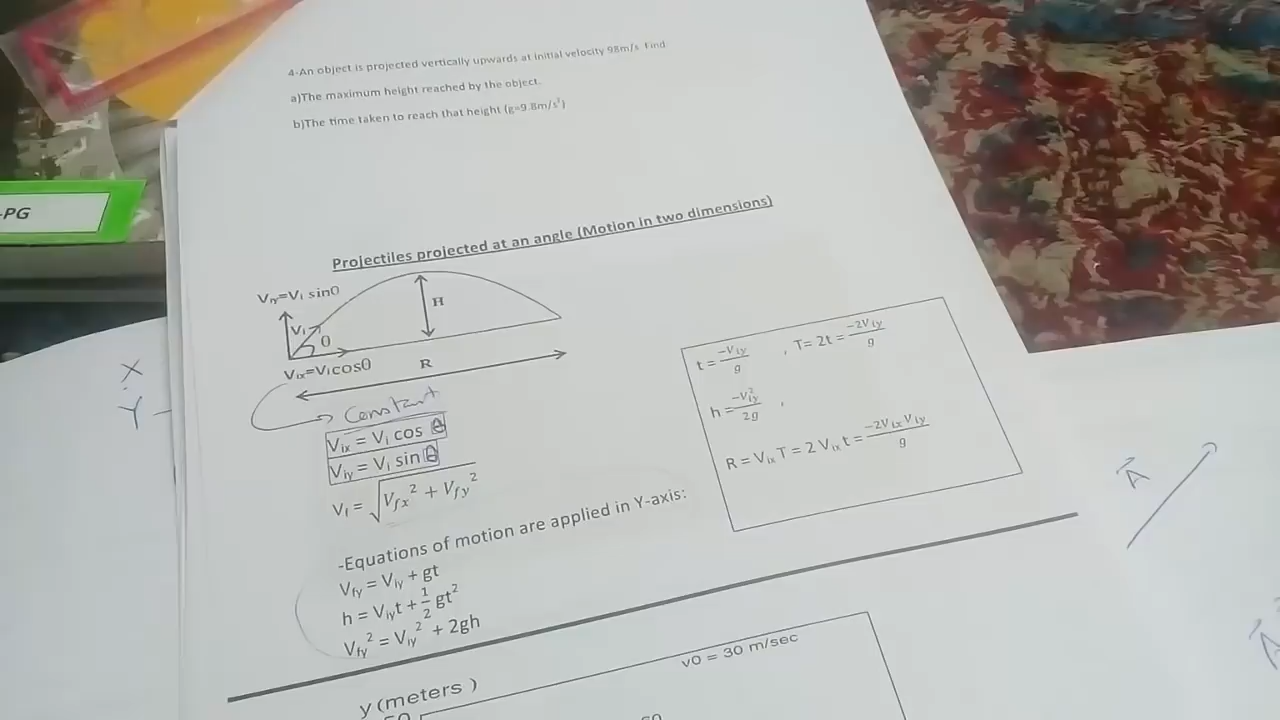 4-An object is projected vertically upwards at initial velocity 98m/s Find
a)The maximum height reached by the object.
b)The time taken to reach that height (g=9.8m/s²)
-PG
Projectiles projected at an angle (Motion in two dimensions)
Viy=Vi sinθ
H
Vi
θ
Vix=Vicosθ
R
X
Y
Constant
Vix = Vi cos θ
Viy = Vi sin θ
Vf = √Vfx² + Vfy²
t = -Viy/g , T= 2t = -2Viy/g
h = -Viy²/2g ,
R = Vix T = 2 Vix t = -2Vix Viy/g
A
-Equations of motion are applied in Y-axis:
Vfy = Viy + gt
h = Viyt + 1/2 gt²
Vfy² = Viy² + 2gh
A
v0 = 30 m/sec
y (meters )
60